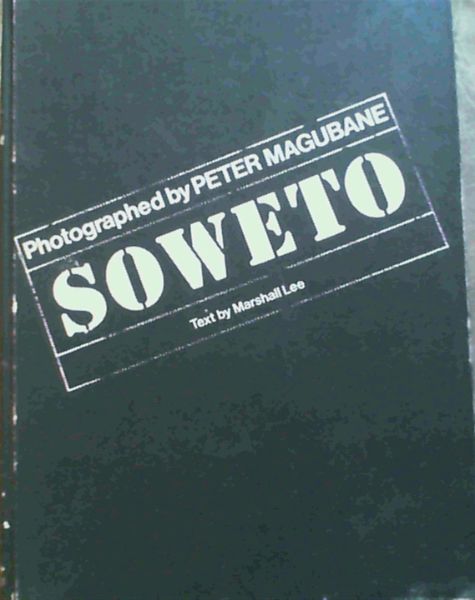 Photographed by PETER MAGUBANE
SOWETO
Text by Marshall Lee